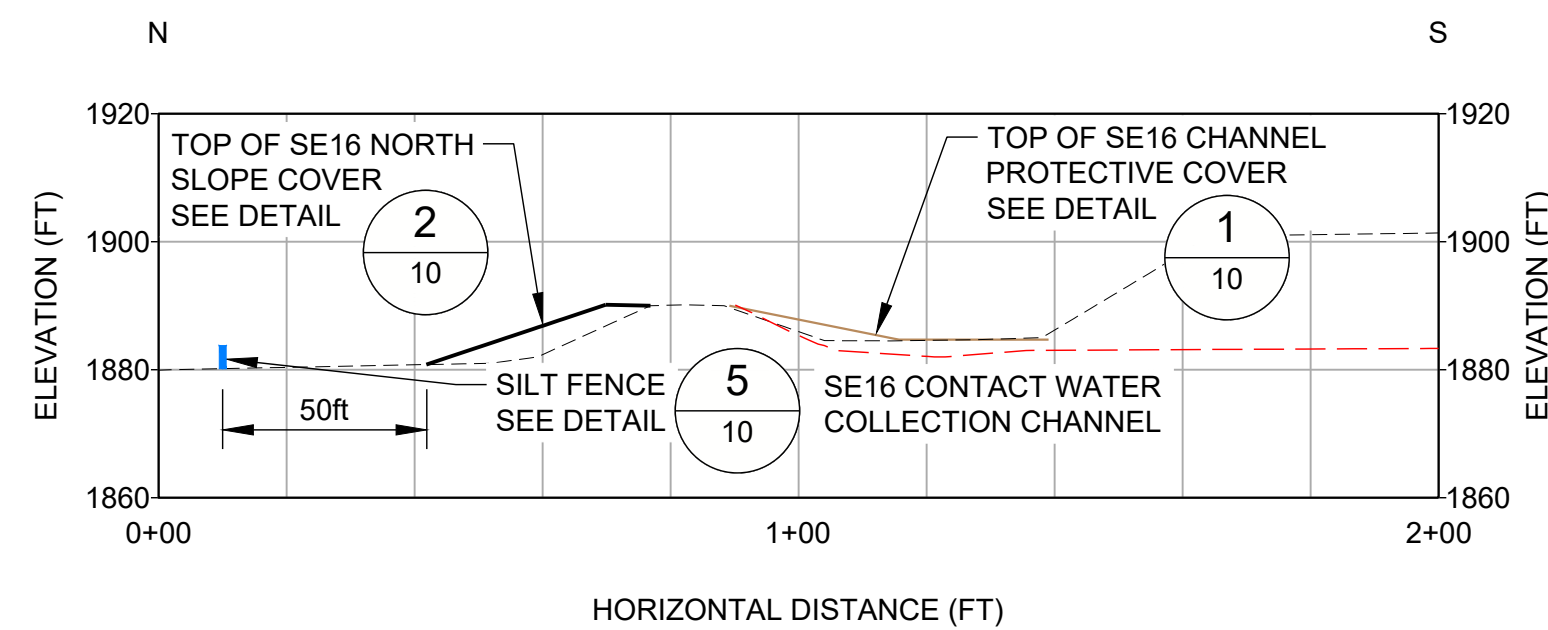 N
S
1920
1920
TOP OF SE16 NORTH
SLOPE COVER
SEE DETAIL
2
10
TOP OF SE16 CHANNEL
PROTECTIVE COVER
SEE DETAIL
1
10
1900
1900
ELEVATION (FT)
ELEVATION (FT)
1880
1880
50ft
SILT FENCE
SEE DETAIL
5
10
SE16 CONTACT WATER
COLLECTION CHANNEL
1860
1860
0+00
1+00
2+00
HORIZONTAL DISTANCE (FT)